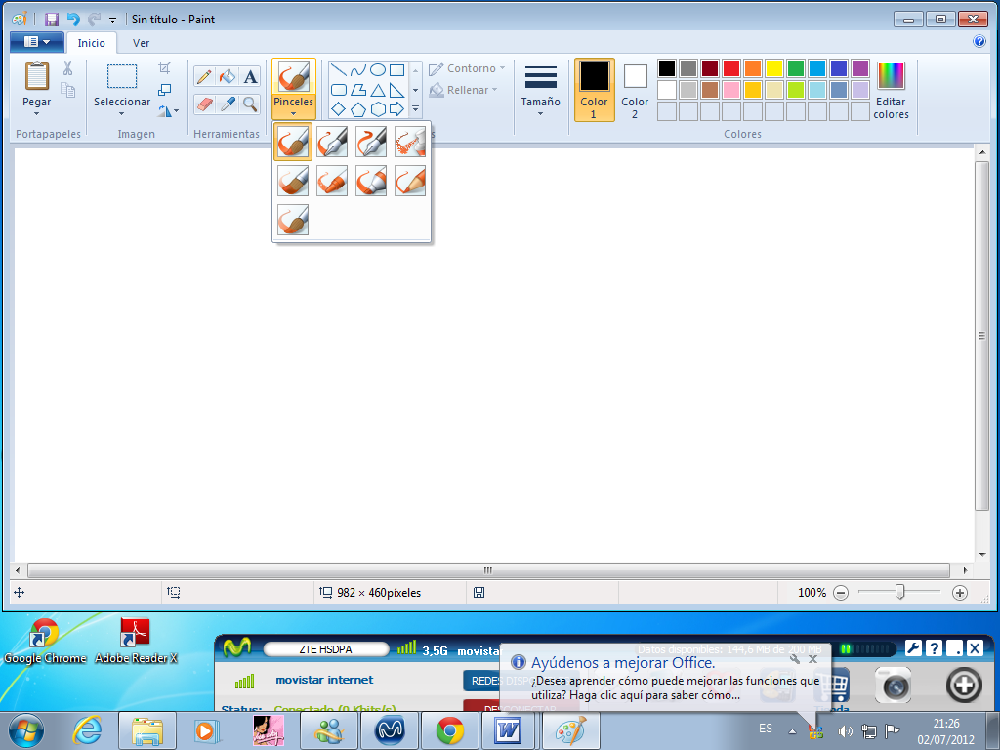 Sin título - Paint
Inicio
Ver
Pegar
Seleccionar
Pinceles
Contorno
Rellenar
Tamaño
Color
1
Color
2
Editar
colores
Portapapeles
Imagen
Herramientas
Colores
982 × 460píxeles
100%
Google Chrome
Adobe Reader X
ZTE HSDPA
3.5G
movista
Datos disponibles: 144,6 MB de 200 MB
movistar internet
REDES DISP
Status:
Conectado (0 Kbits/s)
DESCONECTAR
Ayúdenos a mejorar Office.
¿Desea aprender cómo puede mejorar las funciones que
utiliza? Haga clic aquí para saber cómo...
ES
21:26
02/07/2012